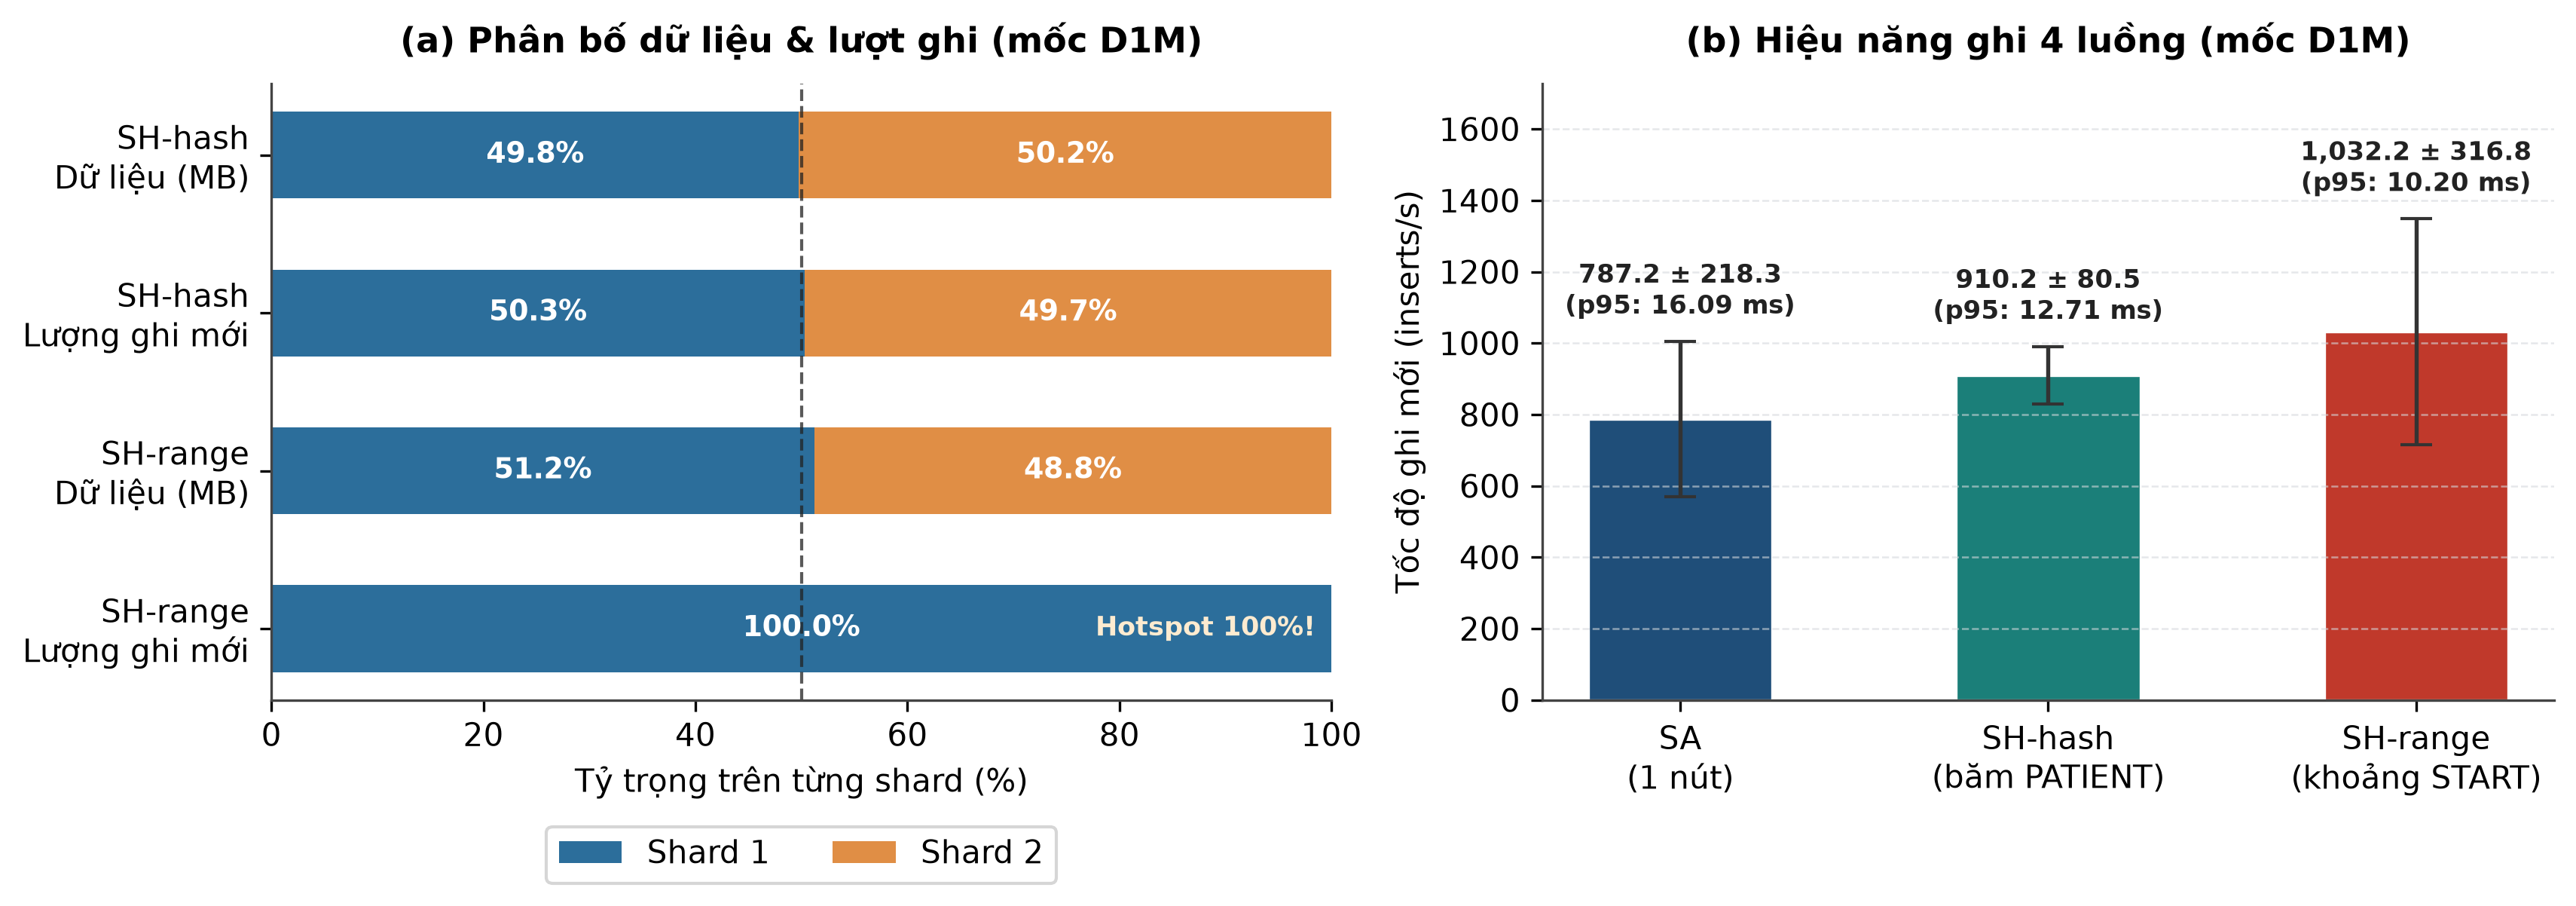 (a) Phân bố dữ liệu & lượt ghi (mốc D1M)
SH-hash
Dữ liệu (MB)
49.8%
50.2%
SH-hash
Lượng ghi mới
50.3%
49.7%
SH-range
Dữ liệu (MB)
51.2%
48.8%
SH-range
Lượng ghi mới
100.0%
Hotspot 100%!
0
20
40
60
80
100
Tỷ trọng trên từng shard (%)
Shard 1
Shard 2
(b) Hiệu năng ghi 4 luồng (mốc D1M)
Tốc độ ghi mới (inserts/s)
1600
1400
1200
1000
800
600
400
200
0
787.2 ± 218.3
(p95: 16.09 ms)
910.2 ± 80.5
(p95: 12.71 ms)
1,032.2 ± 316.8
(p95: 10.20 ms)
SA
(1 nút)
SH-hash
(băm PATIENT)
SH-range
(khoảng START)